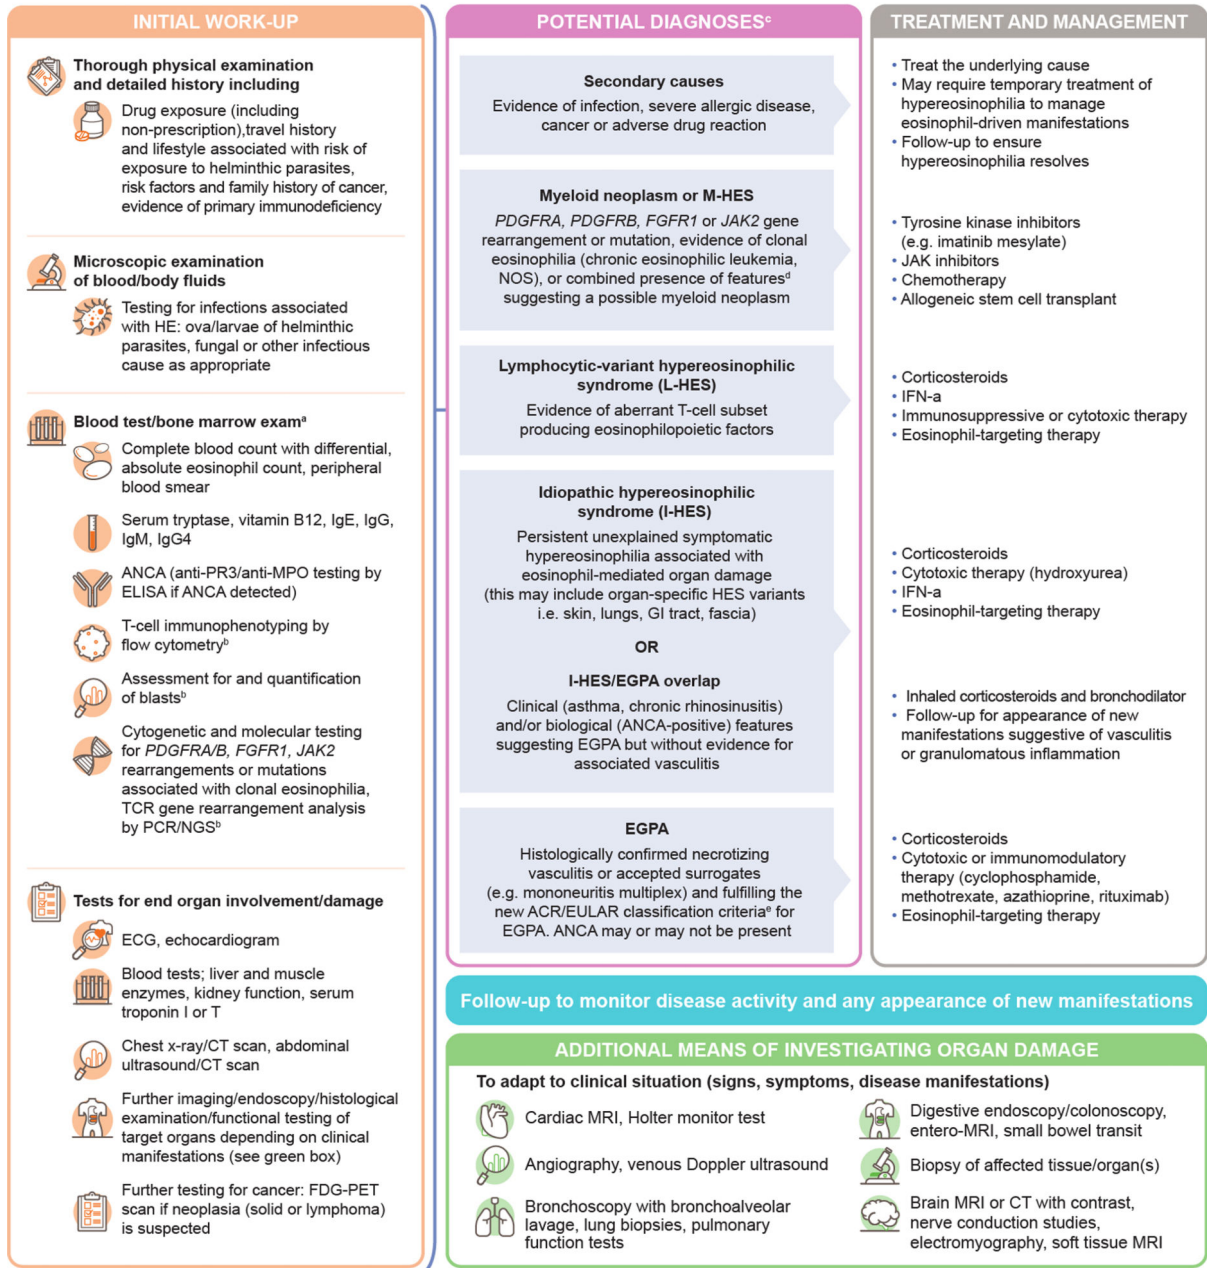 INITIAL WORK-UP
Thorough physical examination
and detailed history including
Drug exposure (including
non-prescription),travel history
and lifestyle associated with risk of
exposure to helminthic parasites,
risk factors and family history of cancer,
evidence of primary immunodeficiency
Microscopic examination
of blood/body fluids
Testing for infections associated
with HE: ova/larvae of helminthic
parasites, fungal or other infectious
cause as appropriate
Blood test/bone marrow examᵃ
Complete blood count with differential,
absolute eosinophil count, peripheral
blood smear
Serum tryptase, vitamin B12, IgE, IgG,
IgM, IgG4
ANCA (anti-PR3/anti-MPO testing by
ELISA if ANCA detected)
T-cell immunophenotyping by
flow cytometryᵇ
Assessment for and quantification
of blastsᵇ
Cytogenetic and molecular testing
for PDGFRA/B, FGFR1, JAK2
rearrangements or mutations
associated with clonal eosinophilia,
TCR gene rearrangement analysis
by PCR/NGSᵇ
Tests for end organ involvement/damage
ECG, echocardiogram
Blood tests; liver and muscle
enzymes, kidney function, serum
troponin I or T
Chest x-ray/CT scan, abdominal
ultrasound/CT scan
Further imaging/endoscopy/histological
examination/functional testing of
target organs depending on clinical
manifestations (see green box)
Further testing for cancer: FDG-PET
scan if neoplasia (solid or lymphoma)
is suspected
POTENTIAL DIAGNOSESᶜ
Secondary causes
Evidence of infection, severe allergic disease,
cancer or adverse drug reaction
Myeloid neoplasm or M-HES
PDGFRA, PDGFRB, FGFR1 or JAK2 gene
rearrangement or mutation, evidence of clonal
eosinophilia (chronic eosinophilic leukemia,
NOS), or combined presence of featuresᵈ
suggesting a possible myeloid neoplasm
Lymphocytic-variant hypereosinophilic
syndrome (L-HES)
Evidence of aberrant T-cell subset
producing eosinophilopoietic factors
Idiopathic hypereosinophilic
syndrome (I-HES)
Persistent unexplained symptomatic
hypereosinophilia associated with
eosinophil-mediated organ damage
(this may include organ-specific HES variants
i.e. skin, lungs, GI tract, fascia)
OR
I-HES/EGPA overlap
Clinical (asthma, chronic rhinosinusitis)
and/or biological (ANCA-positive) features
suggesting EGPA but without evidence for
associated vasculitis
EGPA
Histologically confirmed necrotizing
vasculitis or accepted surrogates
(e.g. mononeuritis multiplex) and fulfilling the
new ACR/EULAR classification criteriaᵉ for
EGPA. ANCA may or may not be present
TREATMENT AND MANAGEMENT
• Treat the underlying cause
• May require temporary treatment of
hypereosinophilia to manage
eosinophil-driven manifestations
• Follow-up to ensure
hypereosinophilia resolves
• Tyrosine kinase inhibitors
(e.g. imatinib mesylate)
• JAK inhibitors
• Chemotherapy
• Allogeneic stem cell transplant
• Corticosteroids
• IFN-a
• Immunosuppressive or cytotoxic therapy
• Eosinophil-targeting therapy
• Corticosteroids
• Cytotoxic therapy (hydroxyurea)
• IFN-a
• Eosinophil-targeting therapy
• Inhaled corticosteroids and bronchodilator
• Follow-up for appearance of new
manifestations suggestive of vasculitis
or granulomatous inflammation
• Corticosteroids
• Cytotoxic or immunomodulatory
therapy (cyclophosphamide,
methotrexate, azathioprine, rituximab)
• Eosinophil-targeting therapy
Follow-up to monitor disease activity and any appearance of new manifestations
ADDITIONAL MEANS OF INVESTIGATING ORGAN DAMAGE
To adapt to clinical situation (signs, symptoms, disease manifestations)
Cardiac MRI, Holter monitor test
Angiography, venous Doppler ultrasound
Bronchoscopy with bronchoalveolar
lavage, lung biopsies, pulmonary
function tests
Digestive endoscopy/colonoscopy,
entero-MRI, small bowel transit
Biopsy of affected tissue/organ(s)
Brain MRI or CT with contrast,
nerve conduction studies,
electromyography, soft tissue MRI